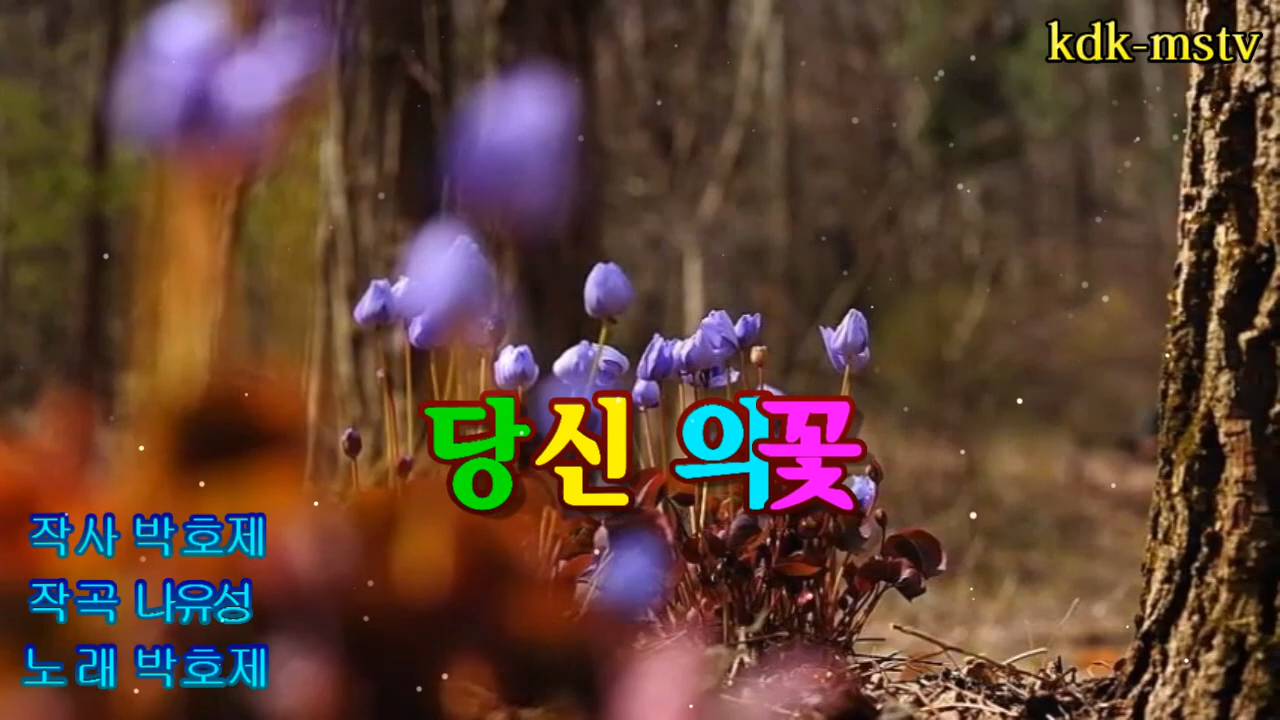 kdk-mstv
당신 의꽃
작사 박호제
작곡 나유성
노래 박호제